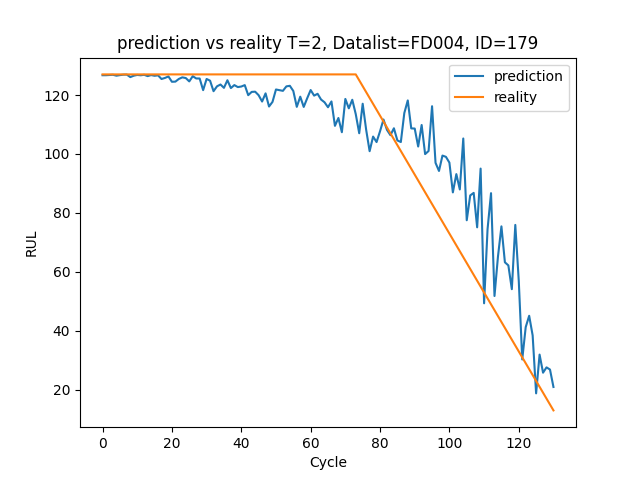 prediction vs reality T=2, Datalist=FD004, ID=179
prediction
reality
RUL
120
100
80
60
40
20
0 20 40 60 80 100 120
Cycle